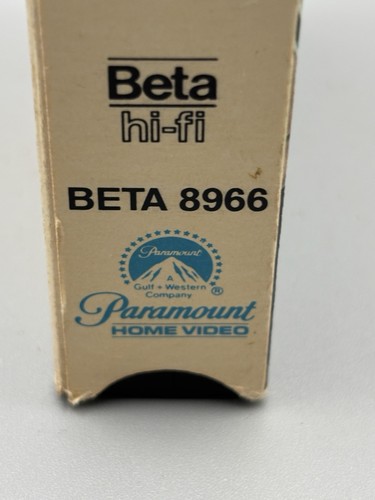 Beta
hi-fi
BETA 8966
Paramount
A
Gulf + Western
Company
®
Paramount
HOME VIDEO